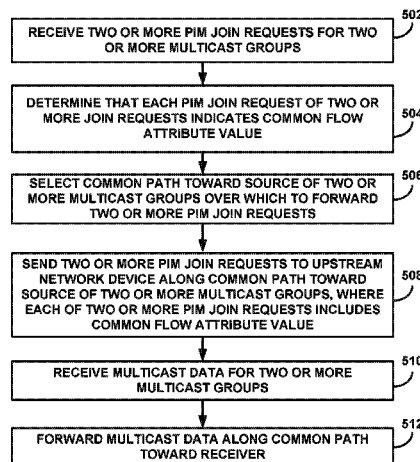 502
RECEIVE TWO OR MORE PIM JOIN REQUESTS FOR TWO
OR MORE MULTICAST GROUPS
504
DETERMINE THAT EACH PIM JOIN REQUEST OF TWO OR
MORE JOIN REQUESTS INDICATES COMMON FLOW
ATTRIBUTE VALUE
506
SELECT COMMON PATH TOWARD SOURCE OF TWO OR
MORE MULTICAST GROUPS OVER WHICH TO FORWARD
TWO OR MORE PIM JOIN REQUESTS
508
SEND TWO OR MORE PIM JOIN REQUESTS TO UPSTREAM
NETWORK DEVICE ALONG COMMON PATH TOWARD
SOURCE OF TWO OR MORE MULTICAST GROUPS, WHERE
EACH OF TWO OR MORE PIM JOIN REQUESTS INCLUDES
COMMON FLOW ATTRIBUTE VALUE
510
RECEIVE MULTICAST DATA FOR TWO OR MORE
MULTICAST GROUPS
512
FORWARD MULTICAST DATA ALONG COMMON PATH
TOWARD RECEIVER